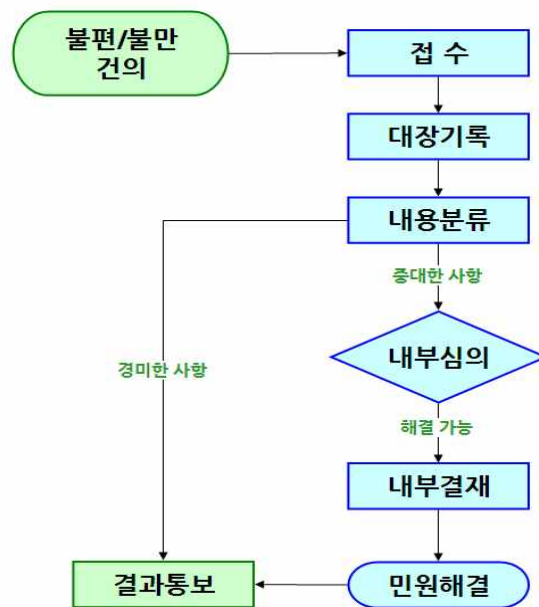 불편/불만
건의
접 수
대장기록
내용분류
중대한 사항
내부심의
경미한 사항
해결 가능
내부결재
결과통보
민원해결